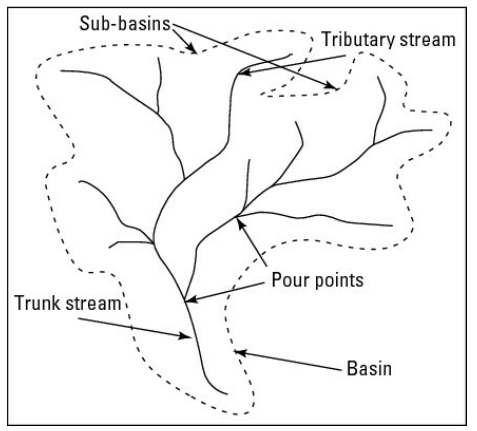 Sub-basins
Tributary stream
Pour points
Trunk stream
Basin